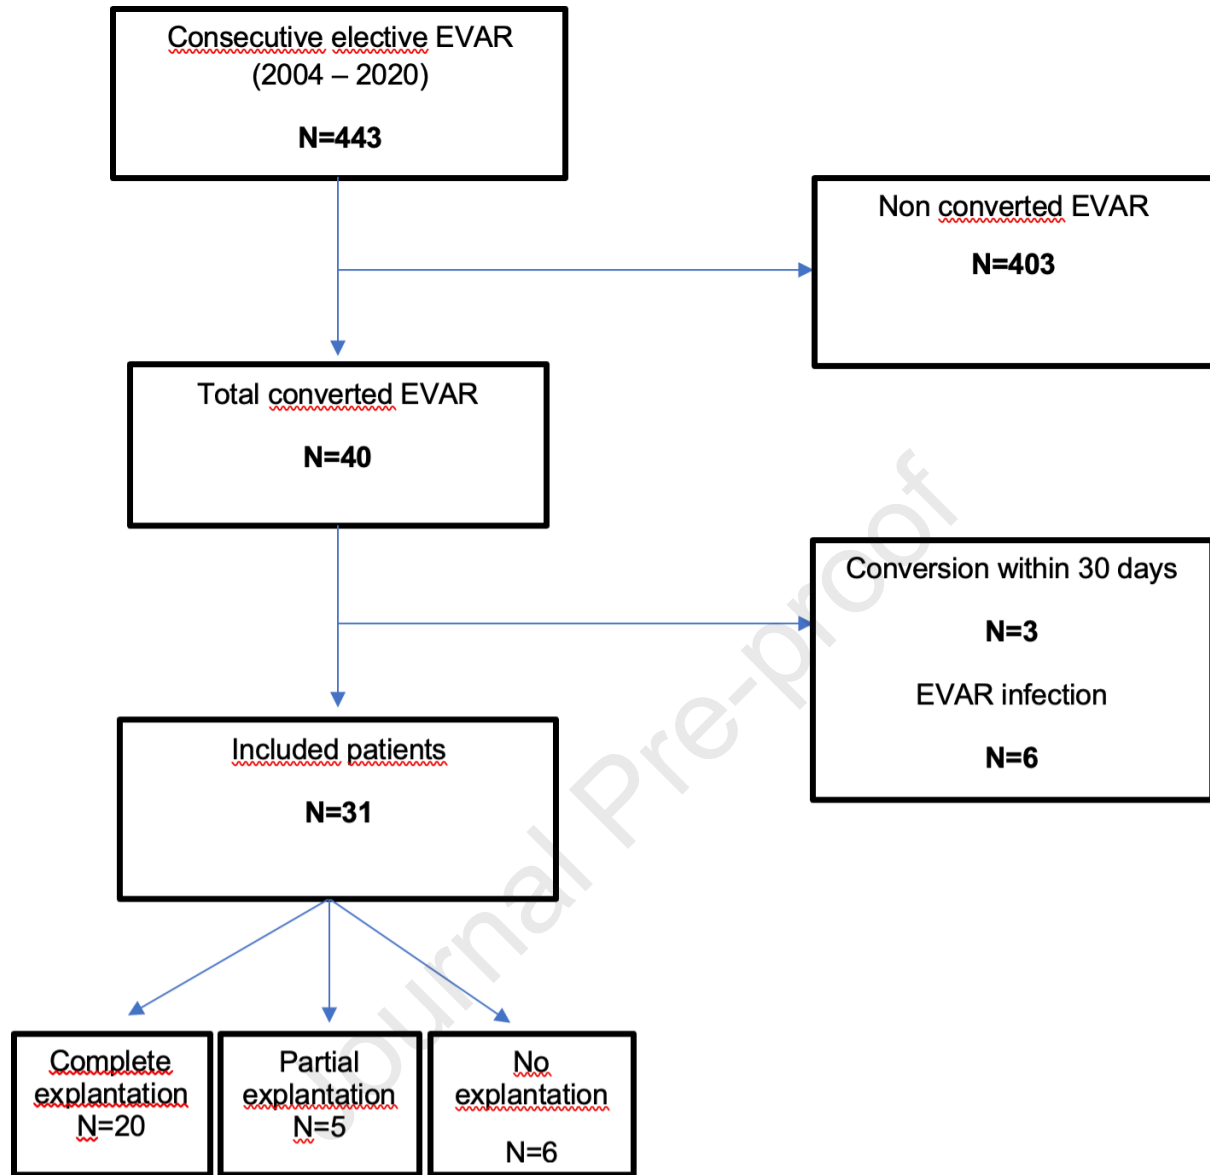 Consecutive elective EVAR
(2004 – 2020)
N=443
Non converted EVAR
N=403
Total converted EVAR
N=40
Conversion within 30 days
N=3
EVAR infection
N=6
Included patients
N=31
Complete
explantation
N=20
Partial
explantation
N=5
No
explantation
N=6
Journal Pre-proof